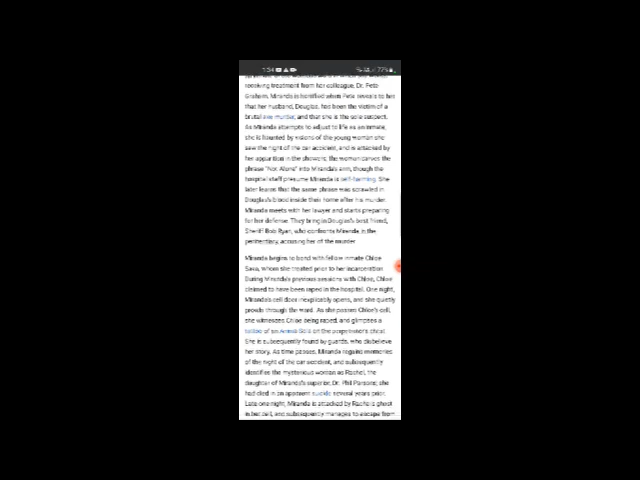 receiving treatment from her colleague, Dr. Pete
Graham. Miranda is horrified when Pete reveals to her
that her husband, Douglas, has been the victim of a
brutal axe murder, and that she is the sole suspect.
As Miranda attempts to adjust to life as an inmate,
she is haunted by visions of the young woman she
saw the night of the car accident, and is attacked by
her apparition in the showers; the woman carves the
phrase "Not Alone" into Miranda's arm, though the
hospital staff presume Miranda is self-harming. She
later learns that the same phrase was scrawled in
Douglas's blood inside their home after his murder.
Miranda meets with her lawyer and starts preparing
for her defense. They bring in Douglas's best friend,
Sheriff Bob Ryan, who confronts Miranda in the
penitentiary, accusing her of the murder.
Miranda begins to bond with fellow inmate Chloe
Sava, whom she treated prior to her incarceration.
During Miranda's previous sessions with Chloe, Chloe
claimed to have been raped in the hospital. One night,
Miranda's cell door inexplicably opens, and she quietly
prowls through the ward. As she passes Chloe's cell,
she witnesses Chloe being raped, and glimpses a
tattoo of an Anima Sola on the perpetrator's chest.
She is subsequently found by guards, who disbelieve
her story. As time passes, Miranda regains memories
of the night of the car accident, and subsequently
identifies the mysterious woman as Rachel, the
daughter of Miranda's superior, Dr. Phil Parsons; she
had died in an apparent suicide several years prior.
Late one night, Miranda is attacked by Rachel's ghost
in her cell, and subsequently manages to escape from